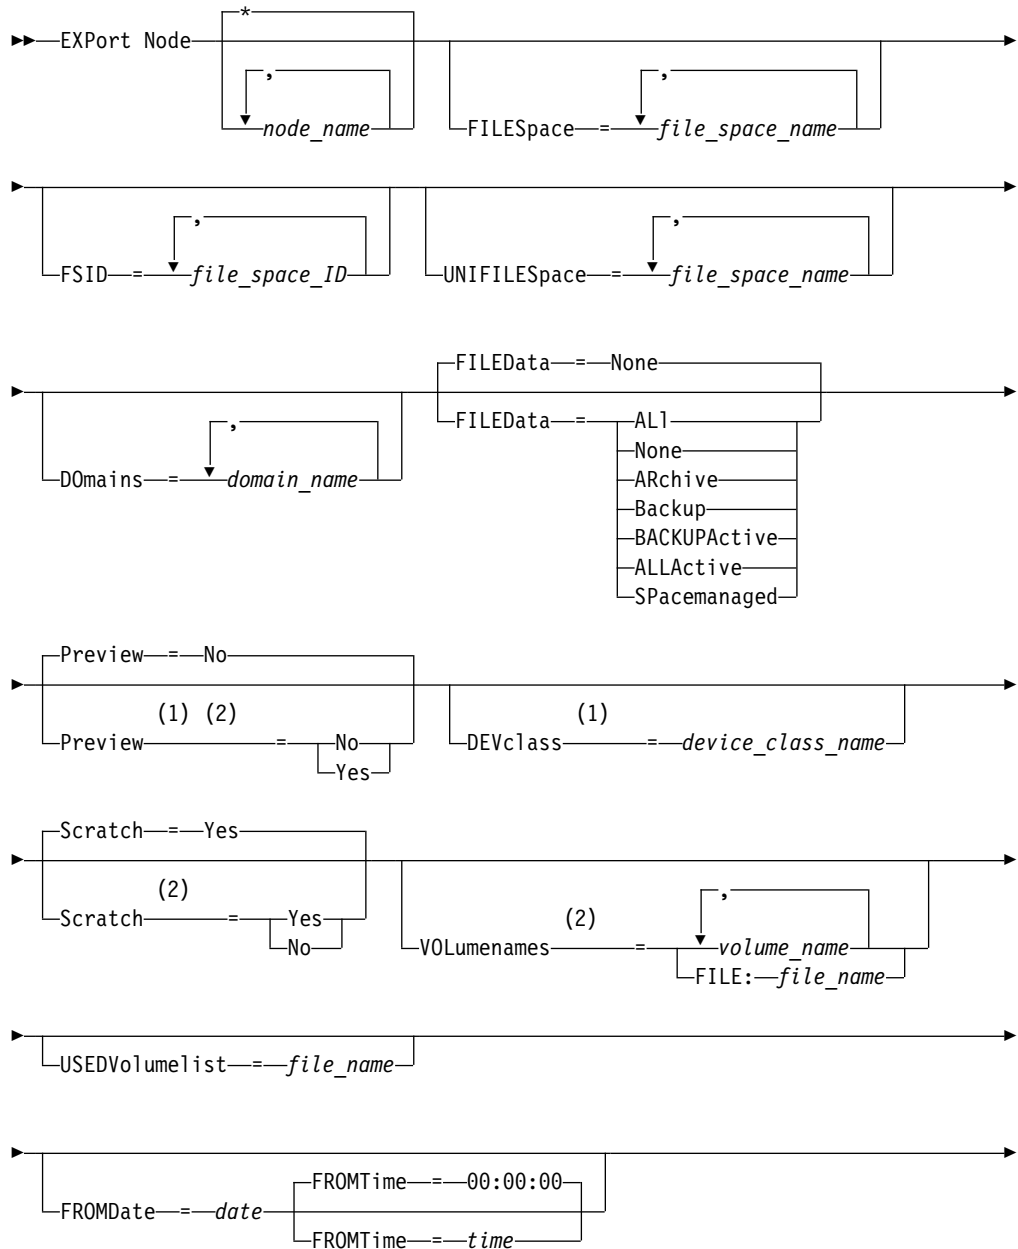 *
EXPort Node
,
node_name
,
FILESpace = file_space_name
,
FSID = file_space_ID
,
UNIFILESpace = file_space_name
FILEData = None
,
DOmains = domain_name
FILEData = ALl
None
ARchive
Backup
BACKUPActive
ALLActive
SPacemanaged
Preview = No
(1) (2)
Preview = No
Yes
(1)
DEVclass = device_class_name
Scratch = Yes
(2)
Scratch = Yes
No
,
(2)
VOLumenames = volume_name
FILE: file_name
USEDVolumelist = file_name
FROMTime = 00:00:00
FROMDate = date
FROMTime = time